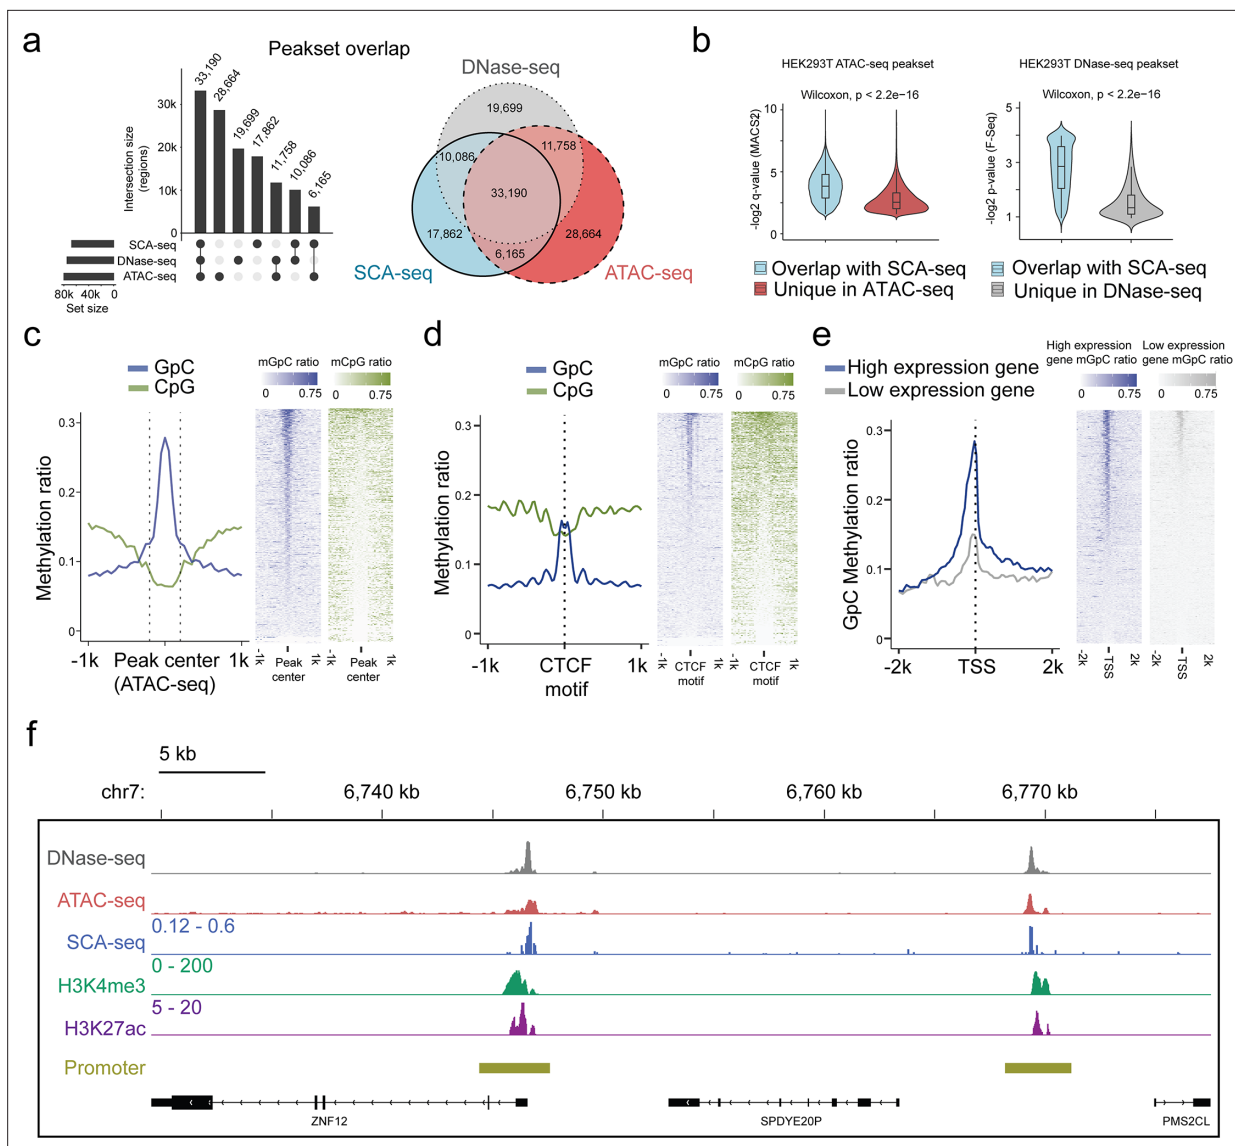 a
Peakset overlap
Intersection size
(regions)
30k
20k
10k
0
33,190
28,664
19,699
17,862
11,758
10,086
6,165
SCA-seq
DNase-seq
ATAC-seq
80k 40k 0
Set size
DNase-seq
19,699
10,086
11,758
33,190
17,862
28,664
6,165
SCA-seq
ATAC-seq
b
HEK293T ATAC-seq peakset
Wilcoxon, p < 2.2e-16
-log2 q-value (MACS2)
10
5
0
Overlap with SCA-seq
Unique in ATAC-seq
HEK293T DNase-seq peakset
Wilcoxon, p < 2.2e-16
-log2 p-value (F-Seq)
5
3
1
Overlap with SCA-seq
Unique in DNase-seq
c
GpC
CpG
Methylation ratio
0.3
0.2
0.1
0
-1k Peak center 1k
(ATAC-seq)
mGpC ratio
0 0.75
-1k Peak center 1k
mCpG ratio
0 0.75
-1k Peak center 1k
d
GpC
CpG
Methylation ratio
0.3
0.2
0.1
0
-1k CTCF 1k
motif
mGpC ratio
0 0.75
-1k CTCF motif 1k
mCpG ratio
0 0.75
-1k CTCF motif 1k
e
High expression gene
Low expression gene
GpC Methylation ratio
0.3
0.2
0.1
0
-2k TSS 2k
High expression
gene mGpC ratio
0 0.75
-2k TSS 2k
Low expression
gene mGpC ratio
0 0.75
-2k TSS 2k
f
5 kb
chr7: 6,740 kb 6,750 kb 6,760 kb 6,770 kb
DNase-seq
ATAC-seq
0.12 - 0.6
SCA-seq
0 - 200
H3K4me3
5 - 20
H3K27ac
Promoter
ZNF12 SPDYE20P PMS2CL